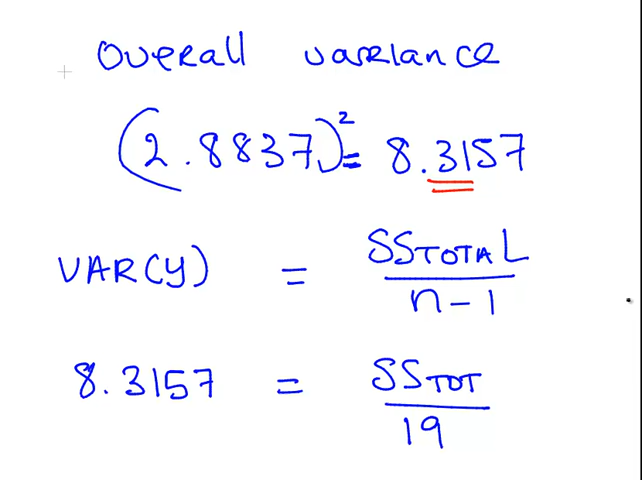 Overall variance
(2.8837)² = 8.3157
VAR(Y) = SSTOTAL / n-1
8.3157 = SSTOT / 19